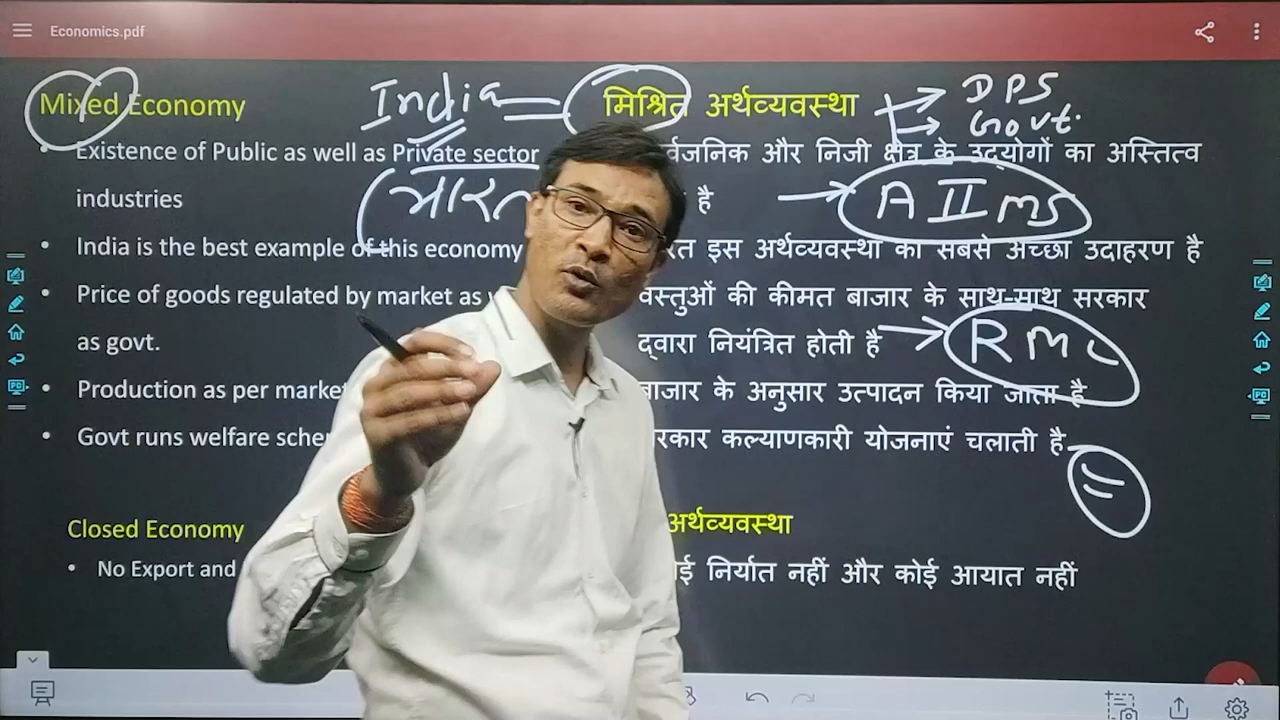 Economics.pdf
Mixed Economy
India = मिश्रित अर्थव्यवस्था
DPS
Govt.
Existence of Public as well as Private sector
industries
र्वजनिक और निजी क्षेत्र के उद्योगों का अस्तित्व
है
(भारत
AIIMS
India is the best example of this economy
रत इस अर्थव्यवस्था का सबसे अच्छा उदाहरण है
Price of goods regulated by market as
as govt.
वस्तुओं की कीमत बाजार के साथ-साथ सरकार
द्वारा नियंत्रित होती है
RML
Production as per marke
बाजार के अनुसार उत्पादन किया जाता है
Govt runs welfare scher
रकार कल्याणकारी योजनाएं चलाती है
Closed Economy
अर्थव्यवस्था
No Export and
ई निर्यात नहीं और कोई आयात नहीं